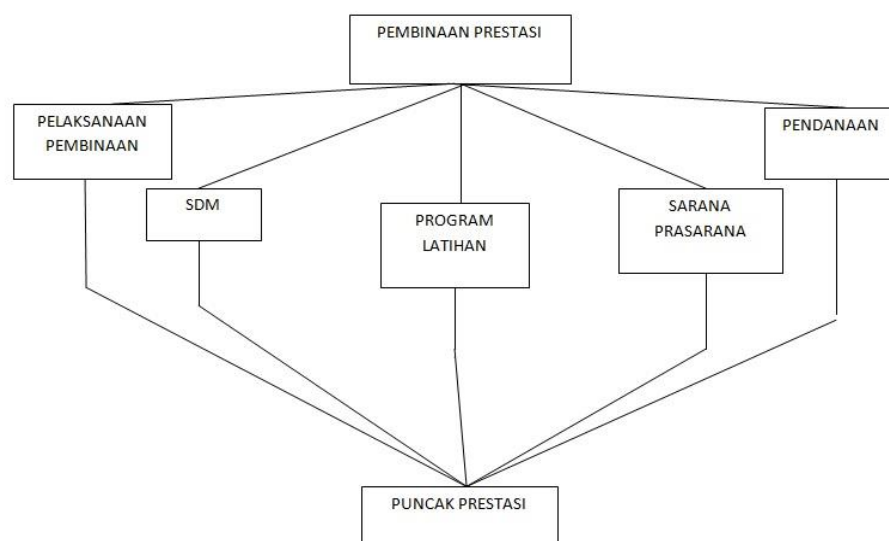 PEMBINAAN PRESTASI
PELAKSANAAN
PEMBINAAN
PENDANAAN
SDM
PROGRAM
LATIHAN
SARANA
PRASARANA
PUNCAK PRESTASI